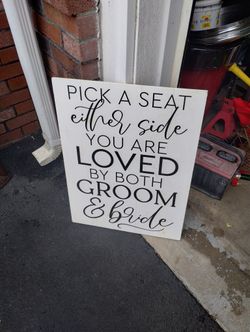 PICK A SEAT
either side
YOU ARE
LOVED
BY BOTH
GROOM
& bride